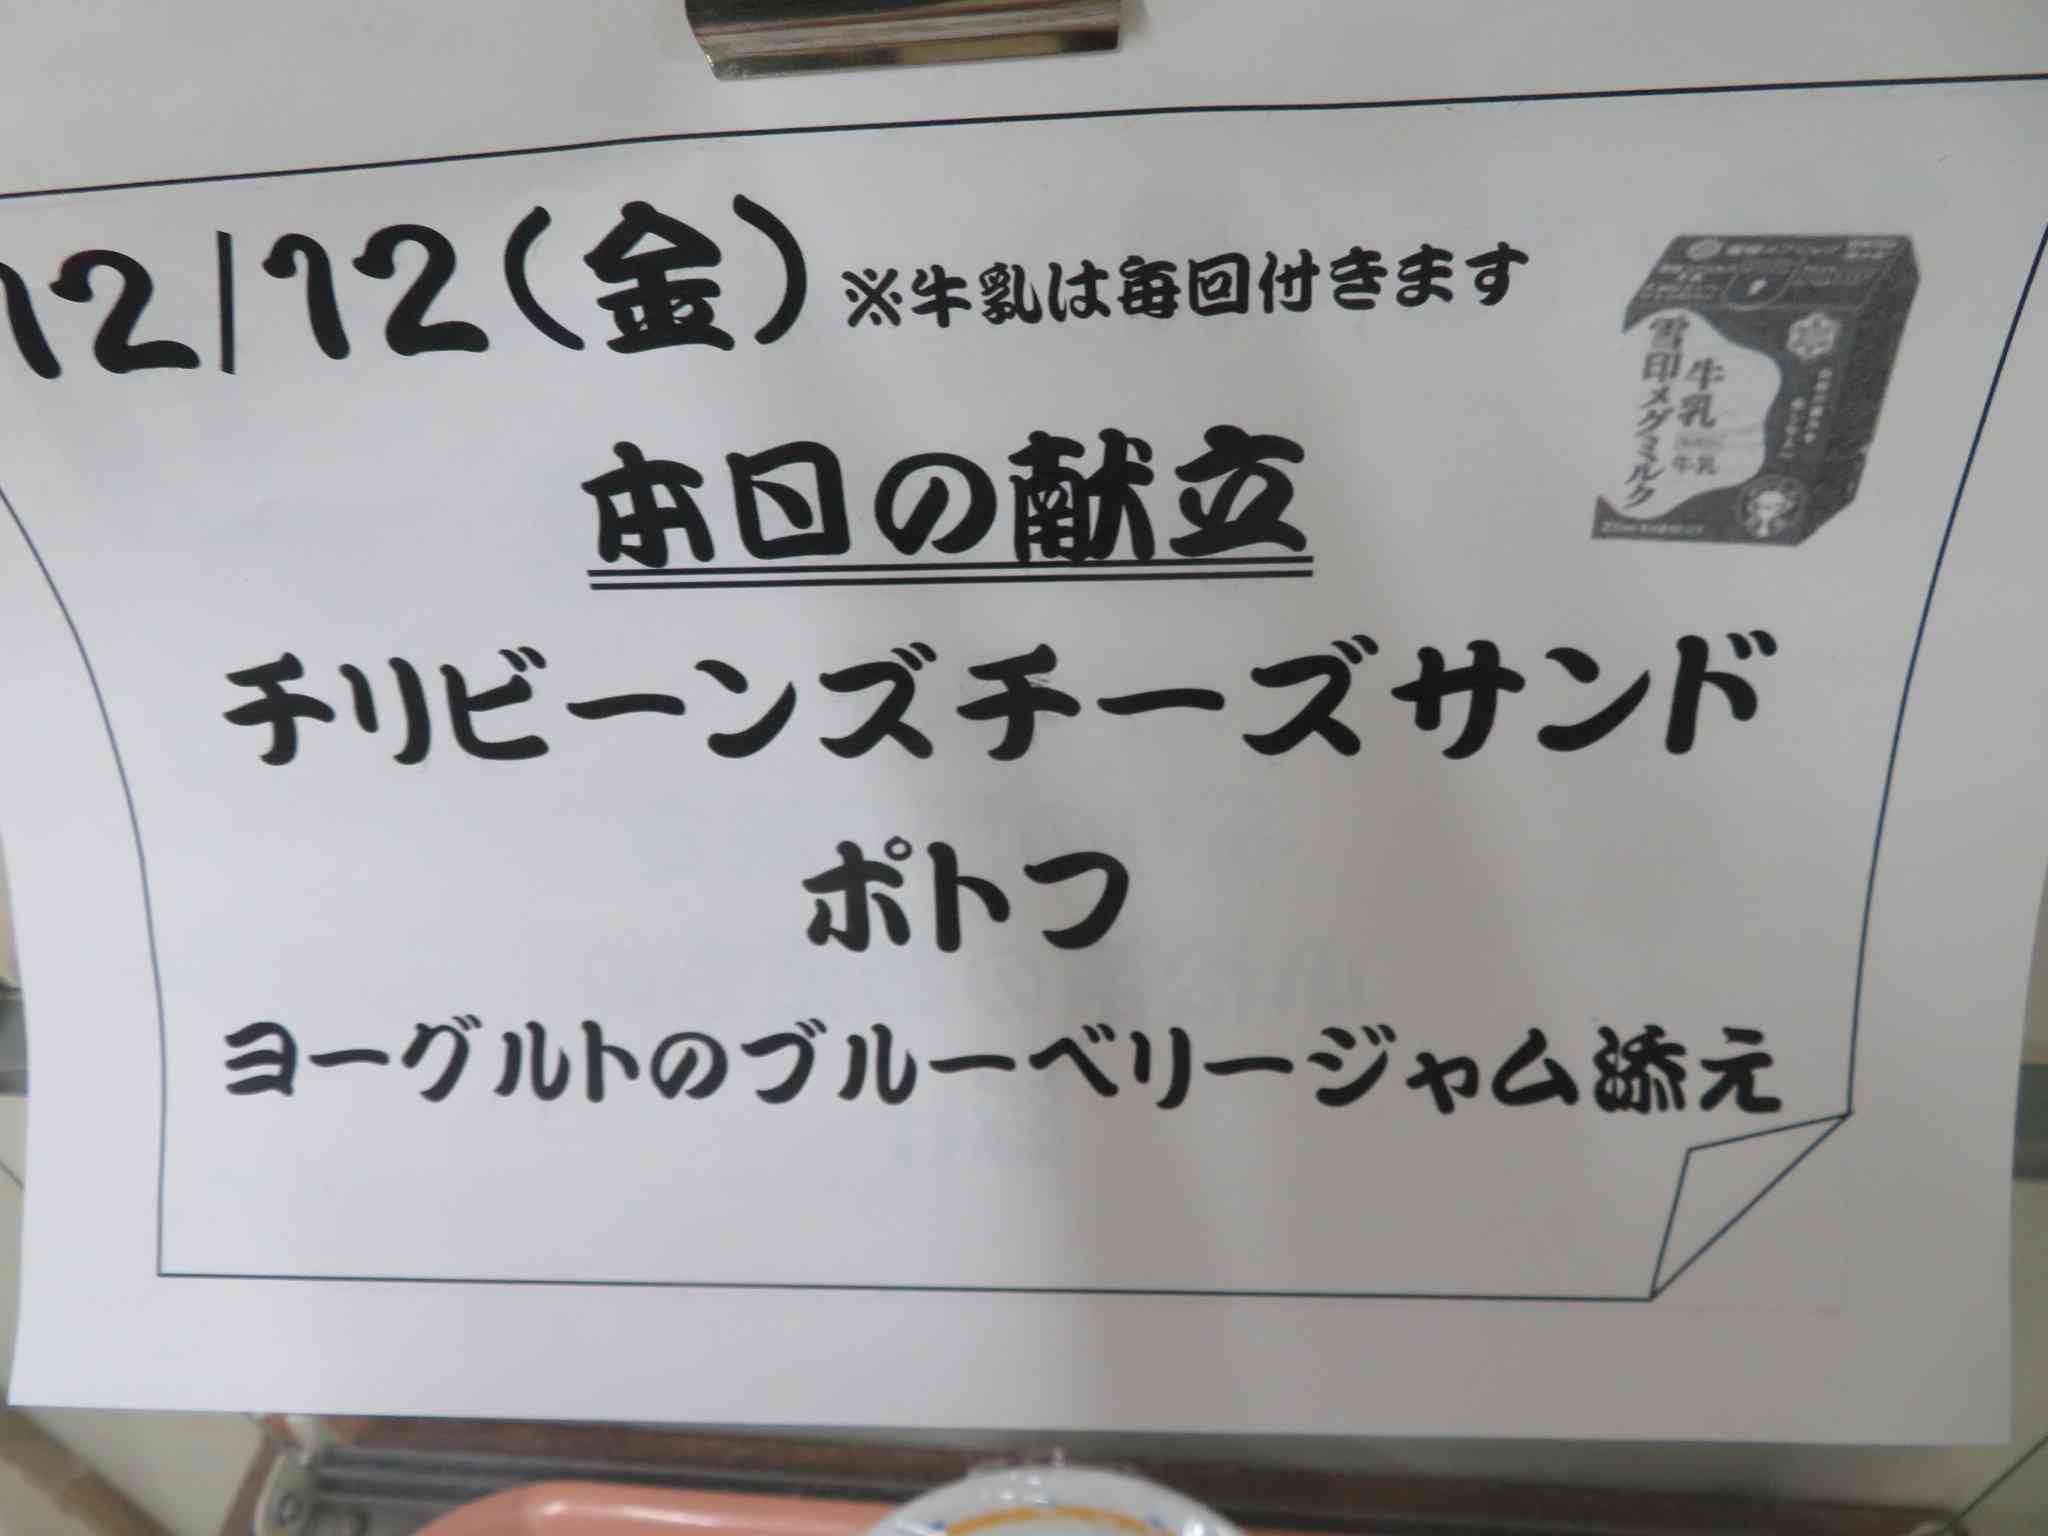 12/12(金)※牛乳は毎回付きます
本日の献立
チリビーンズチーズサンド
ポトフ
ヨーグルトのブルーベリージャム添え
牛乳
雪印メグミルク